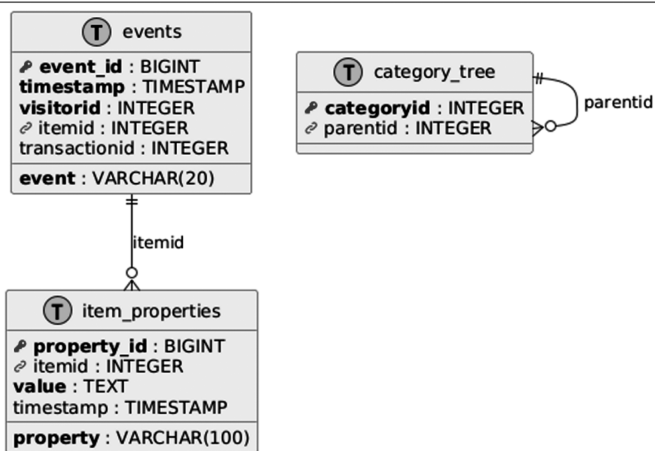 T events
event_id : BIGINT
timestamp : TIMESTAMP
visitorid : INTEGER
itemid : INTEGER
transactionid : INTEGER
event : VARCHAR(20)
T category_tree
categoryid : INTEGER
parentid : INTEGER
parentid
itemid
T item_properties
property_id : BIGINT
itemid : INTEGER
value : TEXT
timestamp : TIMESTAMP
property : VARCHAR(100)